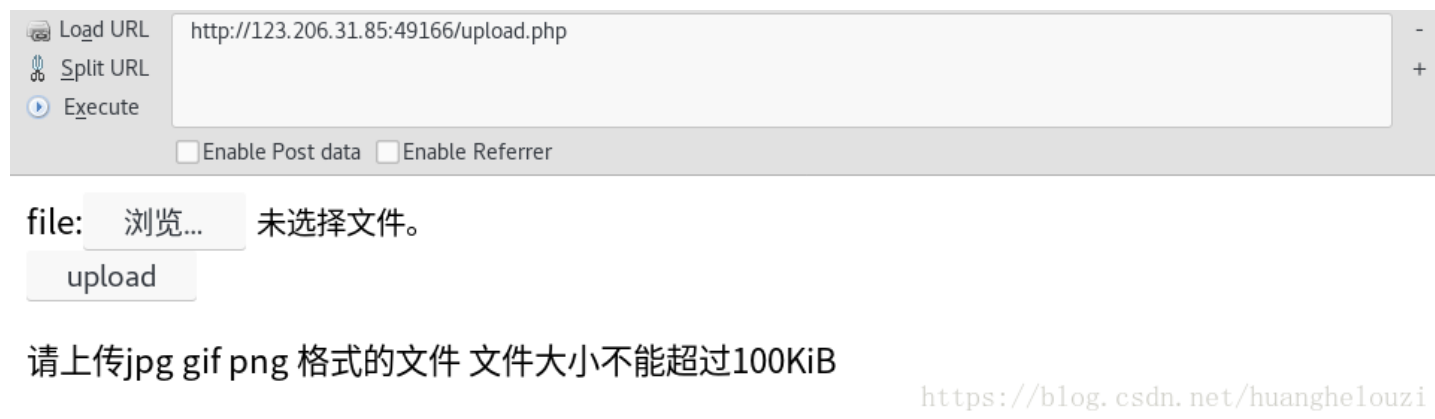 Load URL http://123.206.31.85:49166/upload.php -
Split URL +
Execute
Enable Post data Enable Referrer
file: 浏览... 未选择文件。
upload
请上传jpg gif png 格式的文件 文件大小不能超过100KiB
https://blog.csdn.net/huanghelouzi